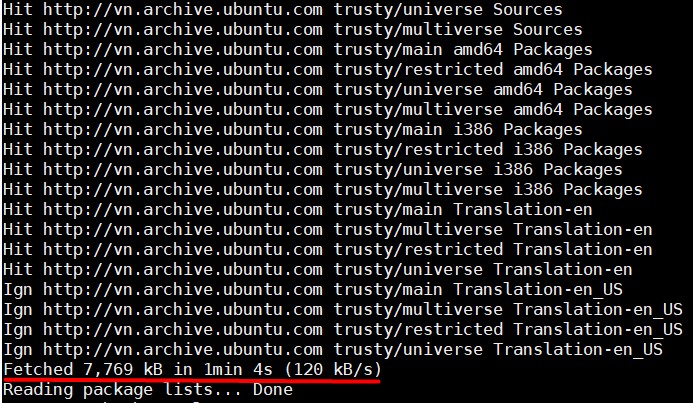 Hit http://vn.archive.ubuntu.com trusty/universe Sources
Hit http://vn.archive.ubuntu.com trusty/multiverse Sources
Hit http://vn.archive.ubuntu.com trusty/main amd64 Packages
Hit http://vn.archive.ubuntu.com trusty/restricted amd64 Packages
Hit http://vn.archive.ubuntu.com trusty/universe amd64 Packages
Hit http://vn.archive.ubuntu.com trusty/multiverse amd64 Packages
Hit http://vn.archive.ubuntu.com trusty/main i386 Packages
Hit http://vn.archive.ubuntu.com trusty/restricted i386 Packages
Hit http://vn.archive.ubuntu.com trusty/universe i386 Packages
Hit http://vn.archive.ubuntu.com trusty/multiverse i386 Packages
Hit http://vn.archive.ubuntu.com trusty/main Translation-en
Hit http://vn.archive.ubuntu.com trusty/multiverse Translation-en
Hit http://vn.archive.ubuntu.com trusty/restricted Translation-en
Hit http://vn.archive.ubuntu.com trusty/universe Translation-en
Ign http://vn.archive.ubuntu.com trusty/main Translation-en_US
Ign http://vn.archive.ubuntu.com trusty/multiverse Translation-en_US
Ign http://vn.archive.ubuntu.com trusty/restricted Translation-en_US
Ign http://vn.archive.ubuntu.com trusty/universe Translation-en_US
Fetched 7,769 kB in 1min 4s (120 kB/s)
Reading package lists... Done